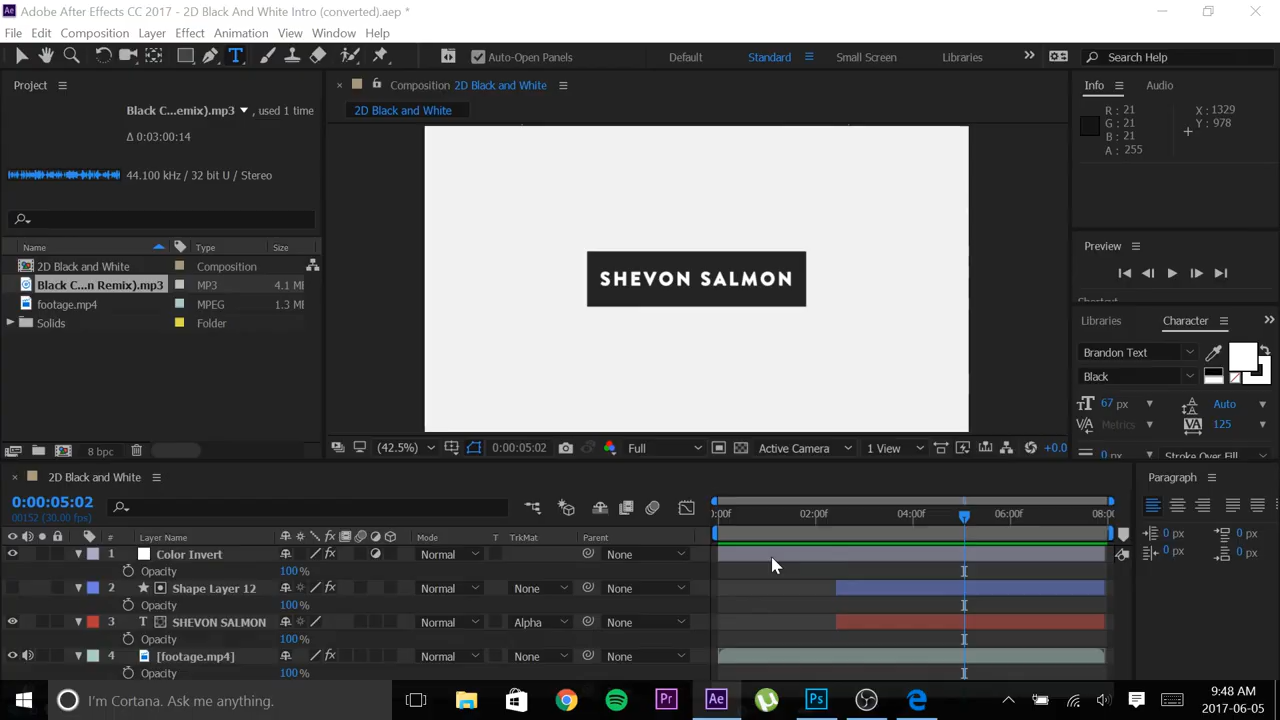 Adobe After Effects CC 2017 - 2D Black And White Intro (converted).aep *
File Edit Composition Layer Effect Animation View Window Help
Auto-Open Panels Default Standard Small Screen Libraries Search Help
Project
Black C...emix).mp3 , used 1 time
Δ 0:03:00:14
44.100 kHz / 32 bit U / Stereo
Name Type Size
2D Black and White Composition
Black C...n Remix).mp3 MP3 4.1 ME
footage.mp4 MPEG 1.3 ME
Solids Folder
8 bpc
Composition 2D Black and White
2D Black and White
SHEVON SALMON
(42.5%) 0:00:05:02 Full Active Camera 1 View +0.0
Info Audio
R: 21
G: 21
B: 21
A: 255
X: 1329
Y: 978
Preview
Libraries Character
Brandon Text
Black
67 px Auto
Metrics 125
0 px Stroke Over Fill
2D Black and White
0:00:05:02
00152 (30.00 fps)
:00f 02:00f 04:00f 06:00f 08:00
# Layer Name Mode T TrkMat Parent
1 Color Invert Normal None
Opacity 100%
2 Shape Layer 12 Normal None None
Opacity 100%
3 T SHEVON SALMON Normal Alpha None
Opacity 100%
4 [footage.mp4] Normal None None
Opacity 100%
Paragraph
0 px 0 px
0 px 0 px
I'm Cortana. Ask me anything.
Pr Ae Ps
9:48 AM
2017-06-05